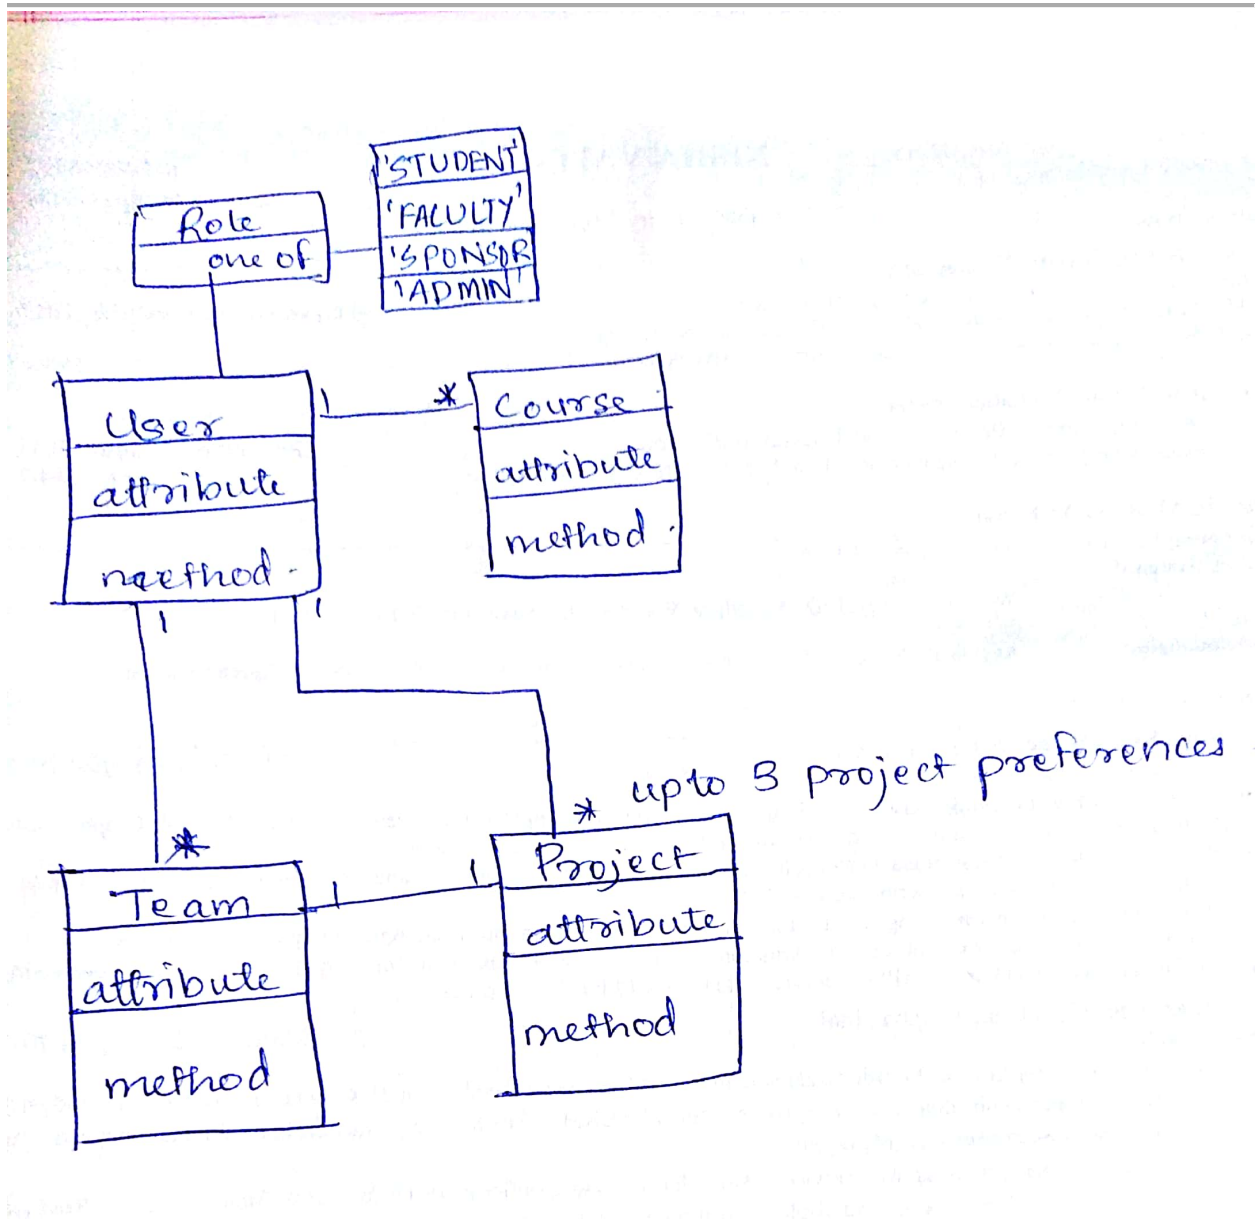 'STUDENT'
'FACULTY'
'SPONSOR
'ADMIN'
Role
one of
User
attribute
method
1
*
Course
attribute
method
1
1
* upto 3 project preferences
*
Team
attribute
method
1
1
Project
attribute
method